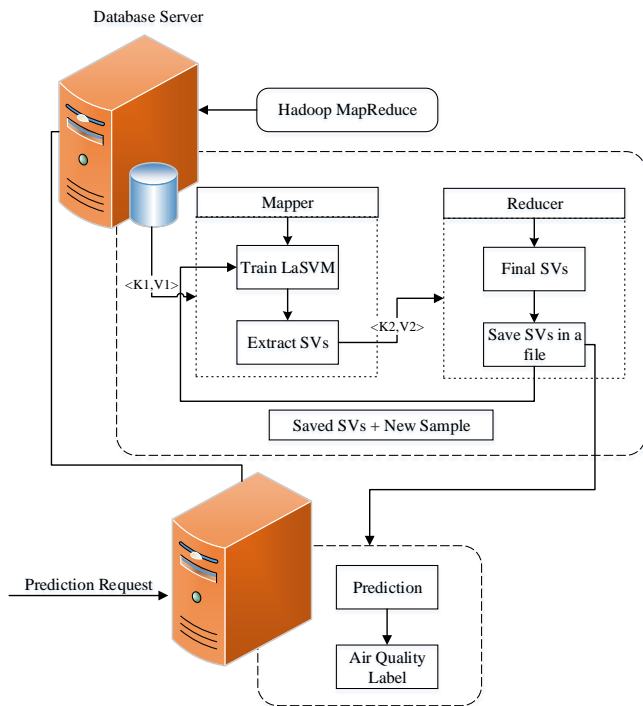 Database Server
Hadoop MapReduce
Mapper
Reducer
Train LaSVM
Final SVs
<K1,V1>
<K2,V2>
Extract SVs
Save SVs in a
file
Saved SVs + New Sample
Prediction Request
Prediction
Air Quality
Label